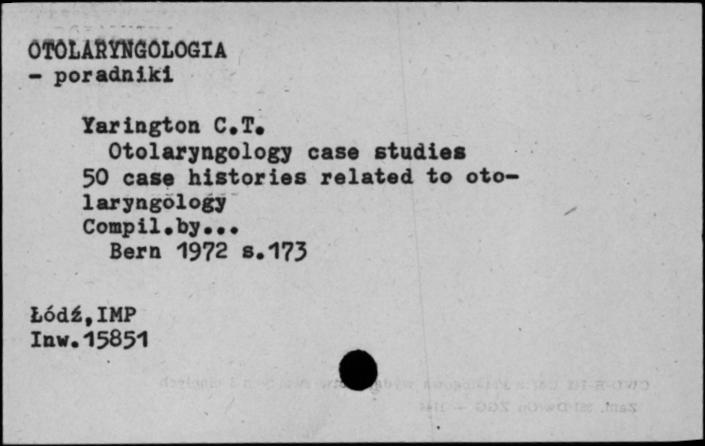 OTOLARYNGOLOGIA
- poradniki
Yarington C.T.
Otolaryngology case studies
50 case histories related to oto-
laryngology
Compil.by...
Bern 1972 s.173
Łódź,IMP
Inw.15851